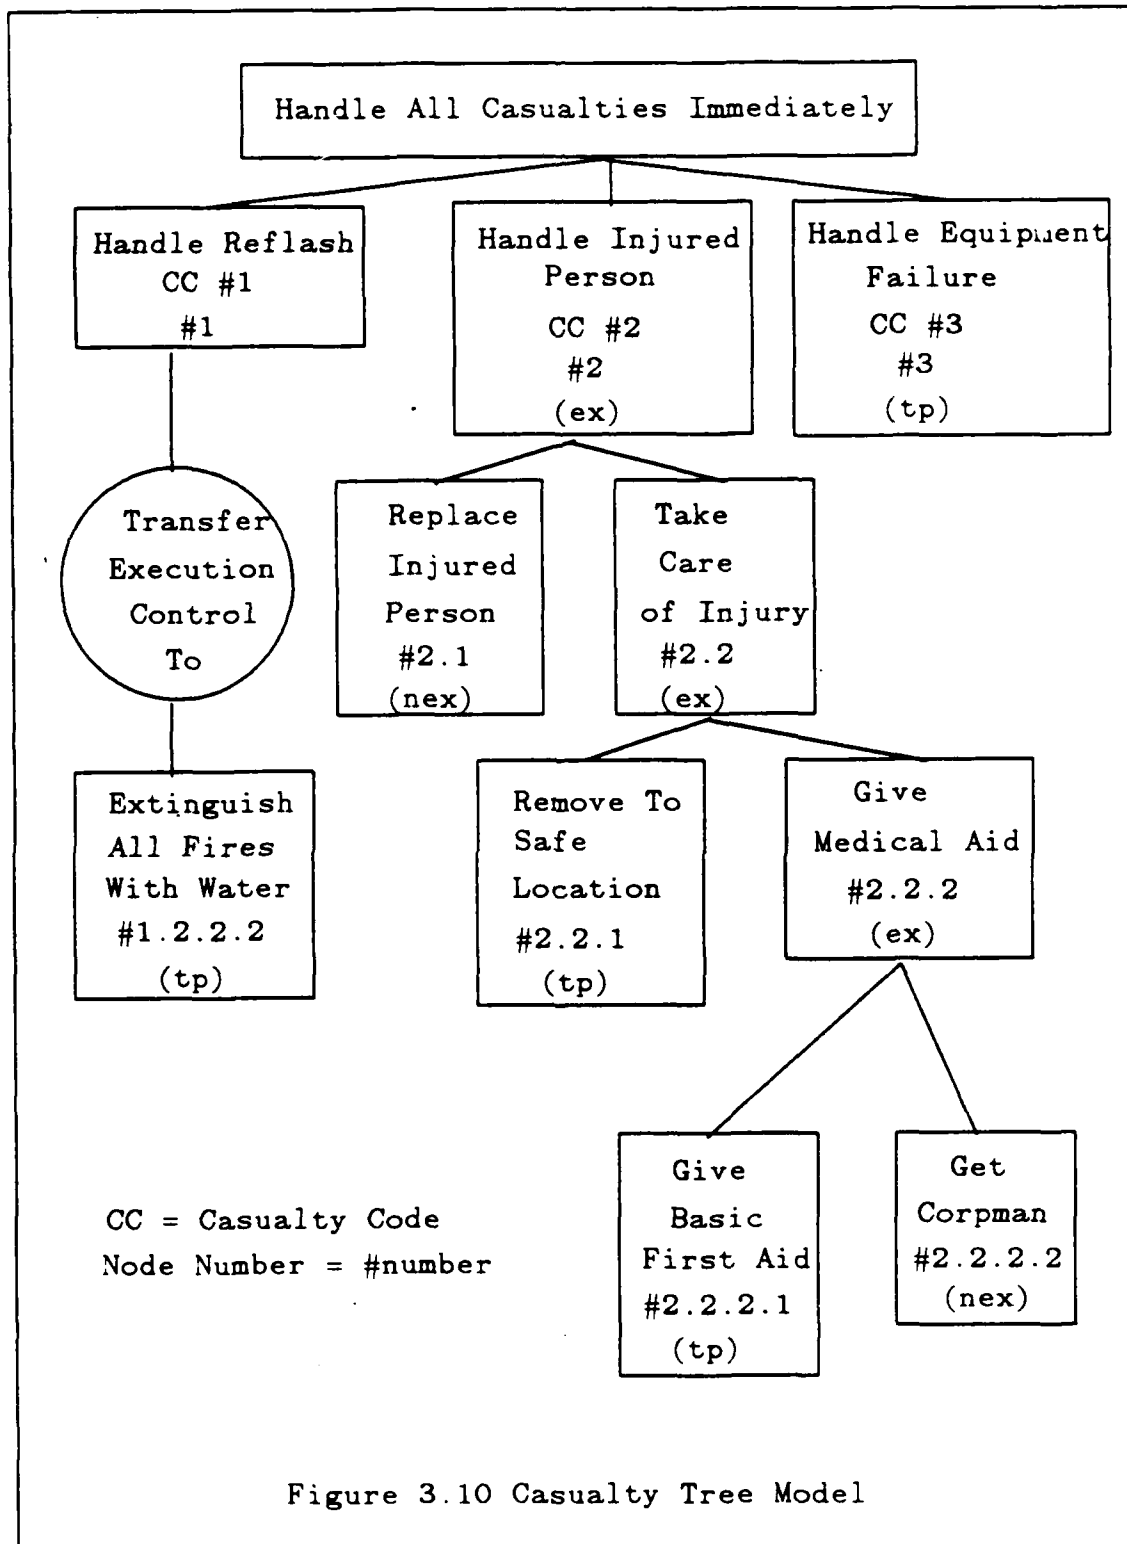 Handle All Casualties Immediately
Handle Reflash
CC #1
#1
Handle Injured
Person
CC #2
#2
(ex)
Handle Equipment
Failure
CC #3
#3
(tp)
Transfer
Execution
Control
To
Replace
Injured
Person
#2.1
(nex)
Take
Care
of Injury
#2.2
(ex)
Extinguish
All Fires
With Water
#1.2.2.2
(tp)
Remove To
Safe
Location
#2.2.1
(tp)
Give
Medical Aid
#2.2.2
(ex)
Give
Basic
First Aid
#2.2.2.1
(tp)
Get
Corpman
#2.2.2.2
(nex)
CC = Casualty Code
Node Number = #number
Figure 3.10 Casualty Tree Model